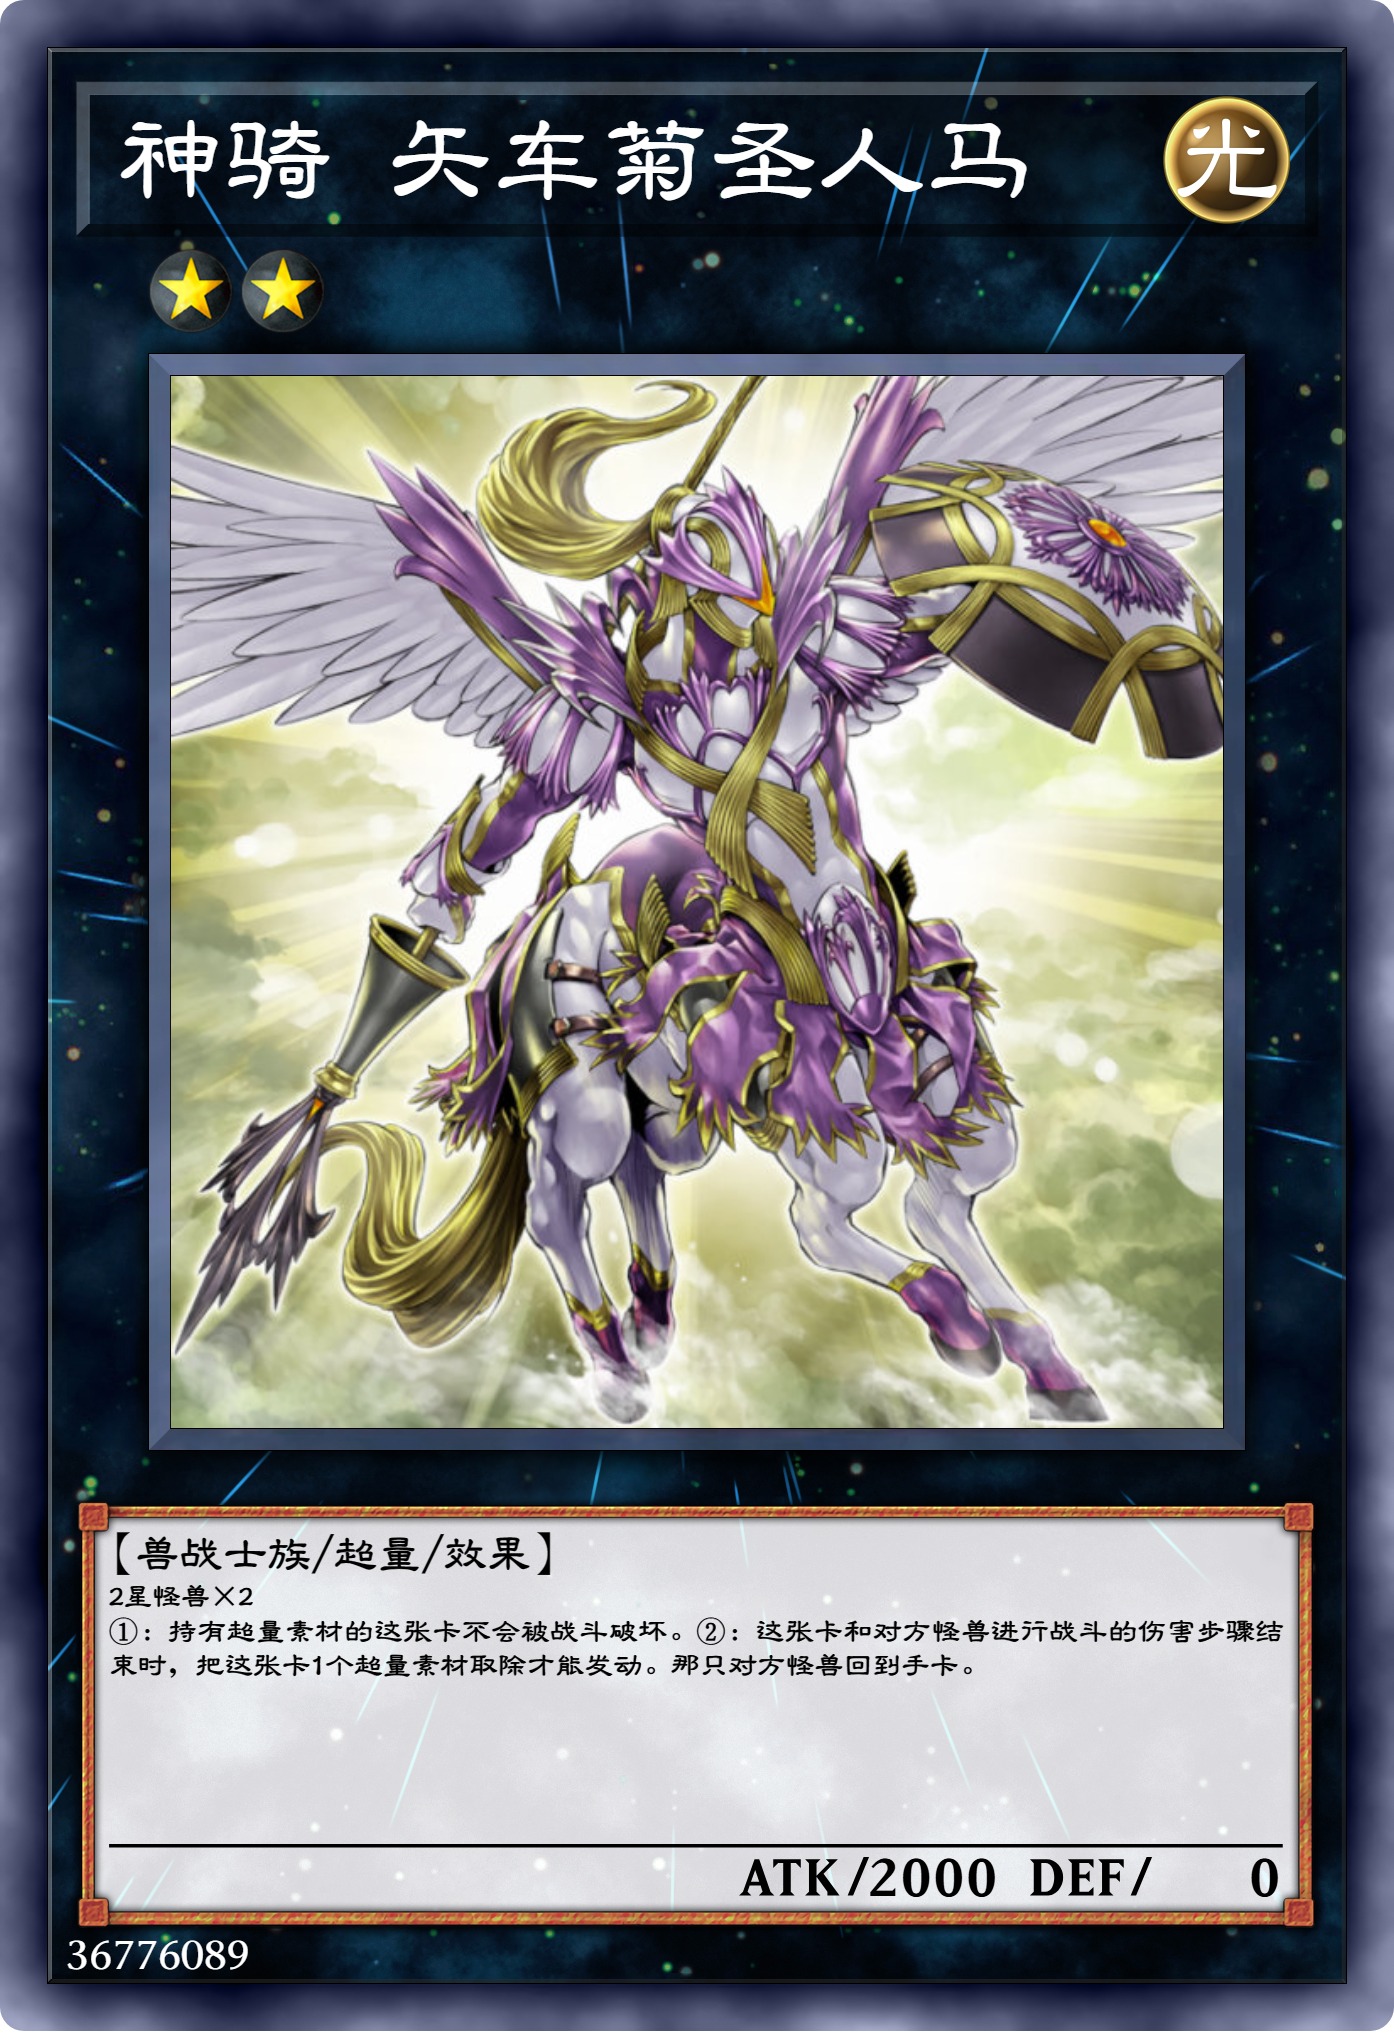 神骑 矢车菊圣人马
光
【兽战士族/超量/效果】
2星怪兽×2
①：持有超量素材的这张卡不会被战斗破坏。②：这张卡和对方怪兽进行战斗的伤害步骤结
束时，把这张卡1个超量素材取除才能发动。那只对方怪兽回到手卡。
ATK/2000 DEF/ 0
36776089